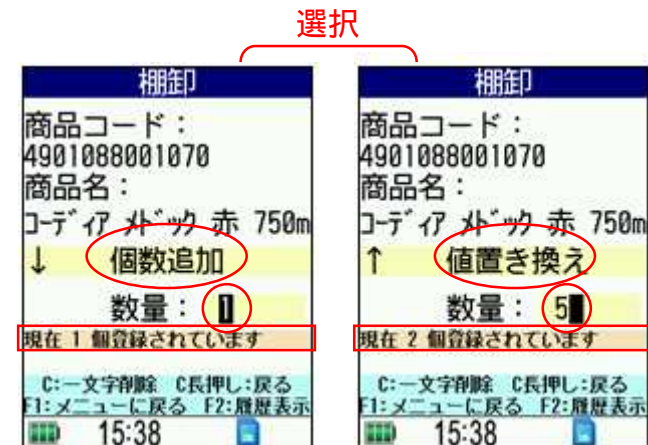 選択
棚卸
商品コード：
4901088001070
商品名：
ｺｰﾃﾞｨｱ ﾒﾄﾞｯｸ 赤 750m
↓ 個数追加
数量： 1
現在 1 個登録されています
C:一文字削除 C長押し:戻る
F1:メニューに戻る F2:履歴表示
15:38
棚卸
商品コード：
4901088001070
商品名：
ｺｰﾃﾞｨｱ ﾒﾄﾞｯｸ 赤 750m
↑ 値置き換え
数量： 5
現在 2 個登録されています
C:一文字削除 C長押し:戻る
F1:メニューに戻る F2:履歴表示
15:38